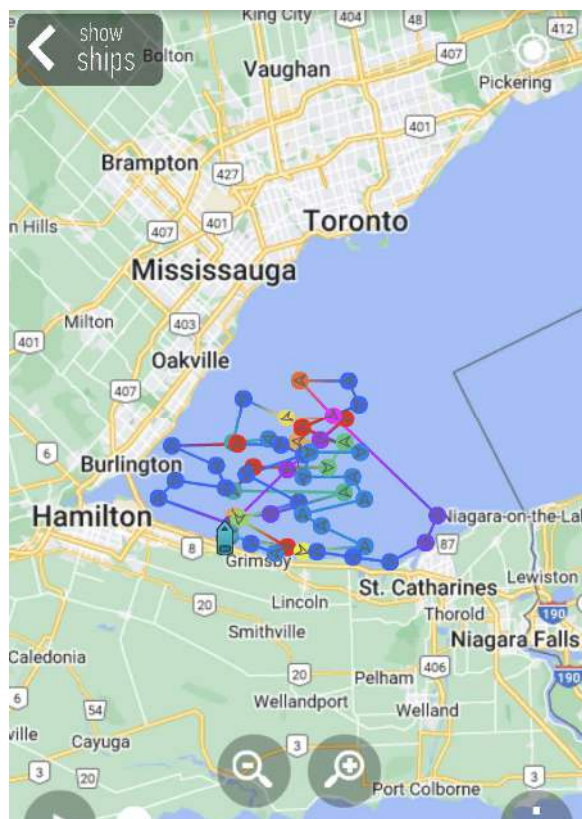 King City
404
48
412
show
ships
Bolton
407
Vaughan
Pickering
401
Brampton
427
n Hills
407
401
Toronto
Mississauga
Milton
403
401
Oakville
407
Burlington
Hamilton
Niagara-on-the-Lak
8
87
Grimsby
St. Catharines
Lewiston
20
Lincoln
Thorold
190
Smithville
Niagara Falls
Caledonia
406
20
Pelham
190
6
Wellandport
Welland
54
ville
Cayuga
3
3
20
3
Port Colborne